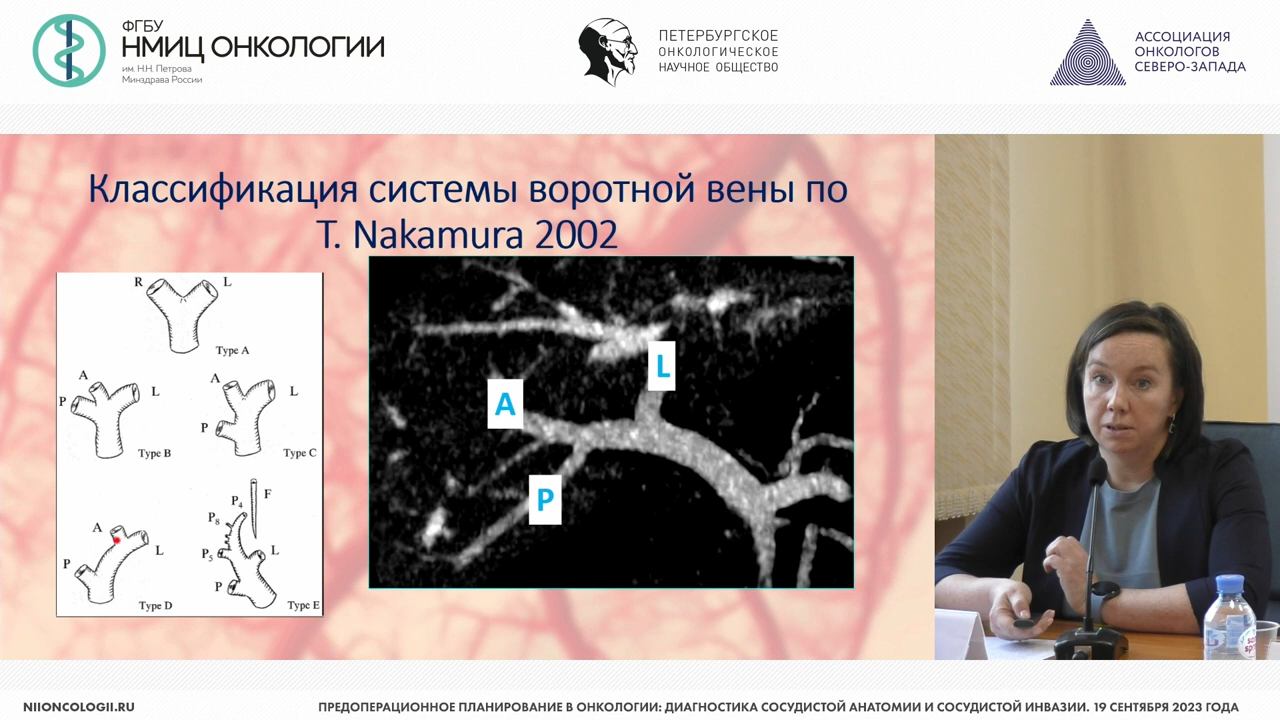 ФГБУ
НМИЦ ОНКОЛОГИИ
им. Н.Н. Петрова
Минздрава России
ПЕТЕРБУРГСКОЕ
ОНКОЛОГИЧЕСКОЕ
НАУЧНОЕ ОБЩЕСТВО
АССОЦИАЦИЯ
ОНКОЛОГОВ
СЕВЕРО-ЗАПАДА
Классификация системы воротной вены по
T. Nakamura 2002
R L
Type A
A
P L
Type B
A L
P
Type C
A
L
P
Type D
F
P4
P8
P5 L
P
Type E
L
A
P
NIIONCOLOGII.RU
ПРЕДОПЕРАЦИОННОЕ ПЛАНИРОВАНИЕ В ОНКОЛОГИИ: ДИАГНОСТИКА СОСУДИСТОЙ АНАТОМИИ И СОСУДИСТОЙ ИНВАЗИИ. 19 СЕНТЯБРЯ 2023 ГОДА